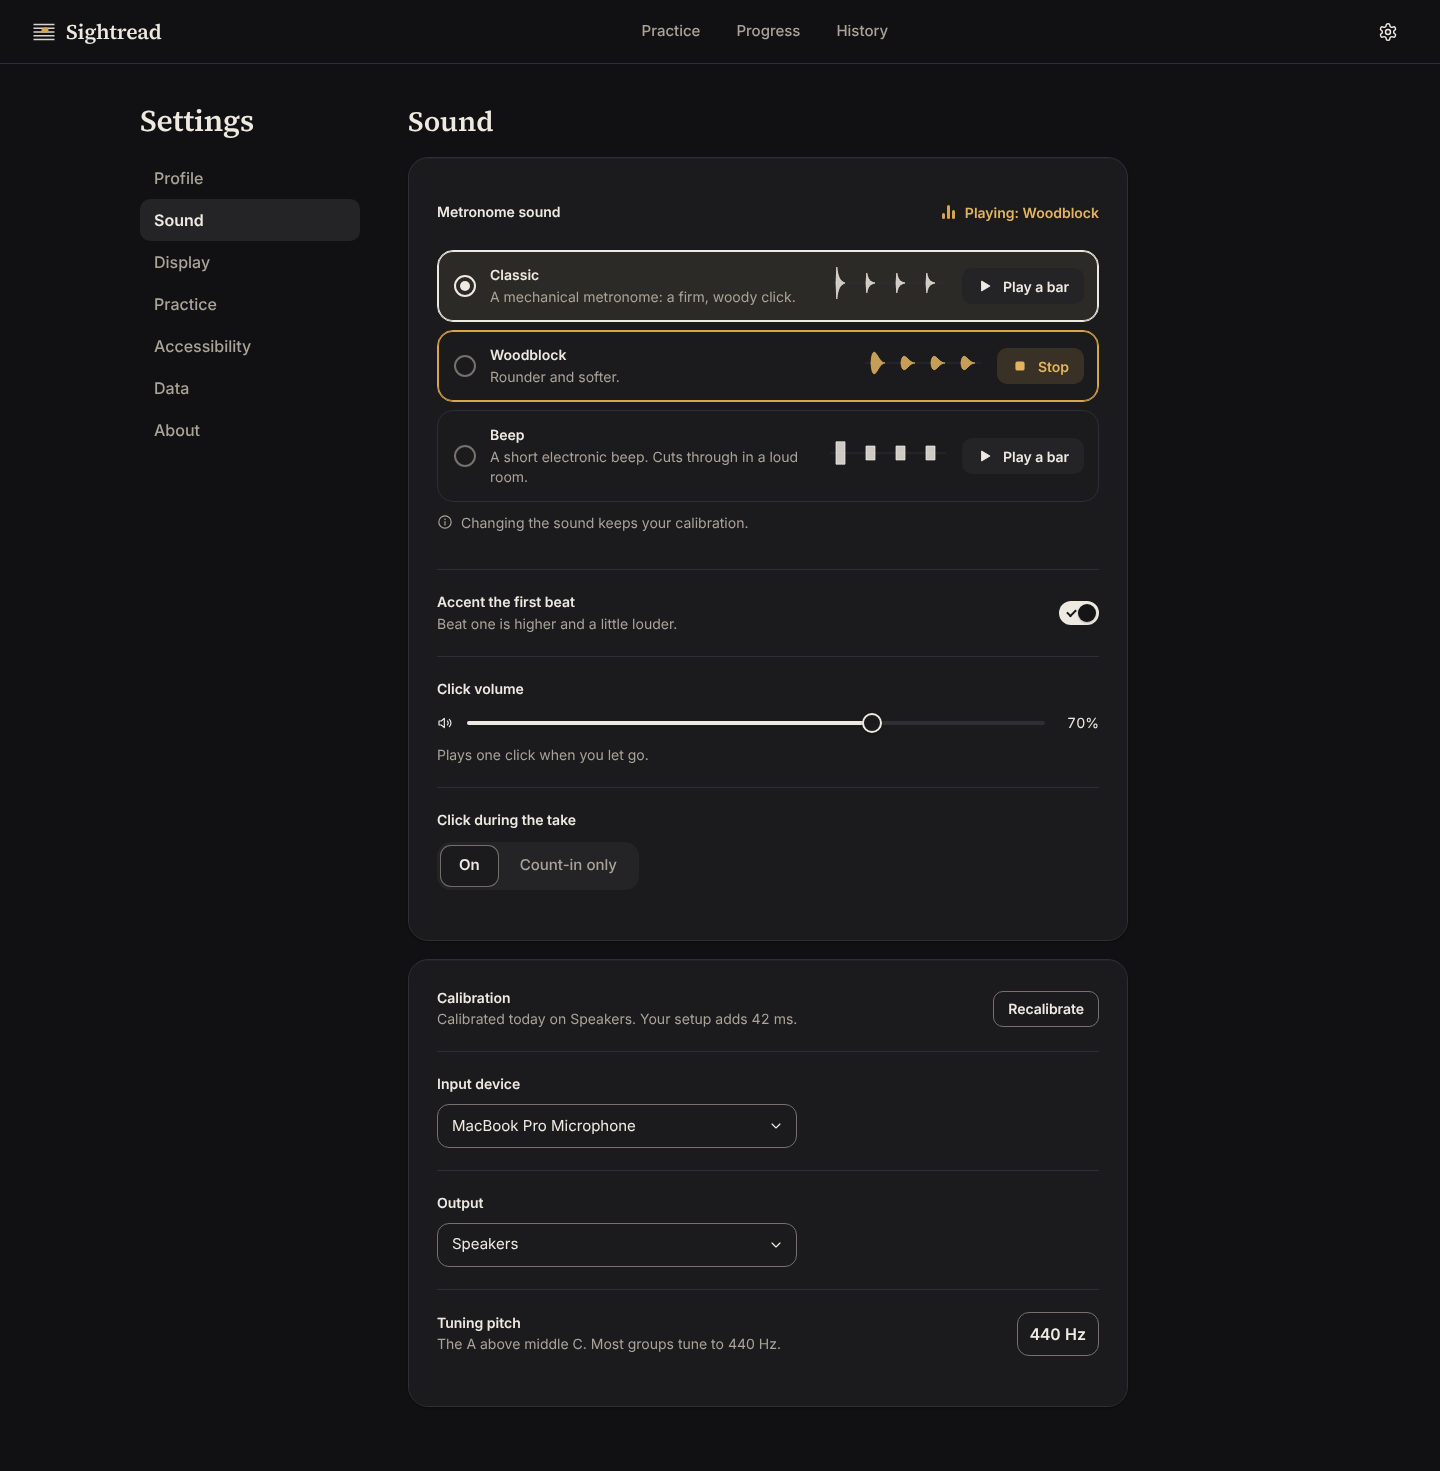 Sightread
Practice
Progress
History
Settings
Profile
Sound
Display
Practice
Accessibility
Data
About
Sound
Metronome sound
Playing: Woodblock
Classic
A mechanical metronome: a firm, woody click.
Play a bar
Woodblock
Rounder and softer.
Stop
Beep
A short electronic beep. Cuts through in a loud
room.
Play a bar
Changing the sound keeps your calibration.
Accent the first beat
Beat one is higher and a little louder.
Click volume
70%
Plays one click when you let go.
Click during the take
On
Count-in only
Calibration
Calibrated today on Speakers. Your setup adds 42 ms.
Recalibrate
Input device
MacBook Pro Microphone
Output
Speakers
Tuning pitch
The A above middle C. Most groups tune to 440 Hz.
440 Hz